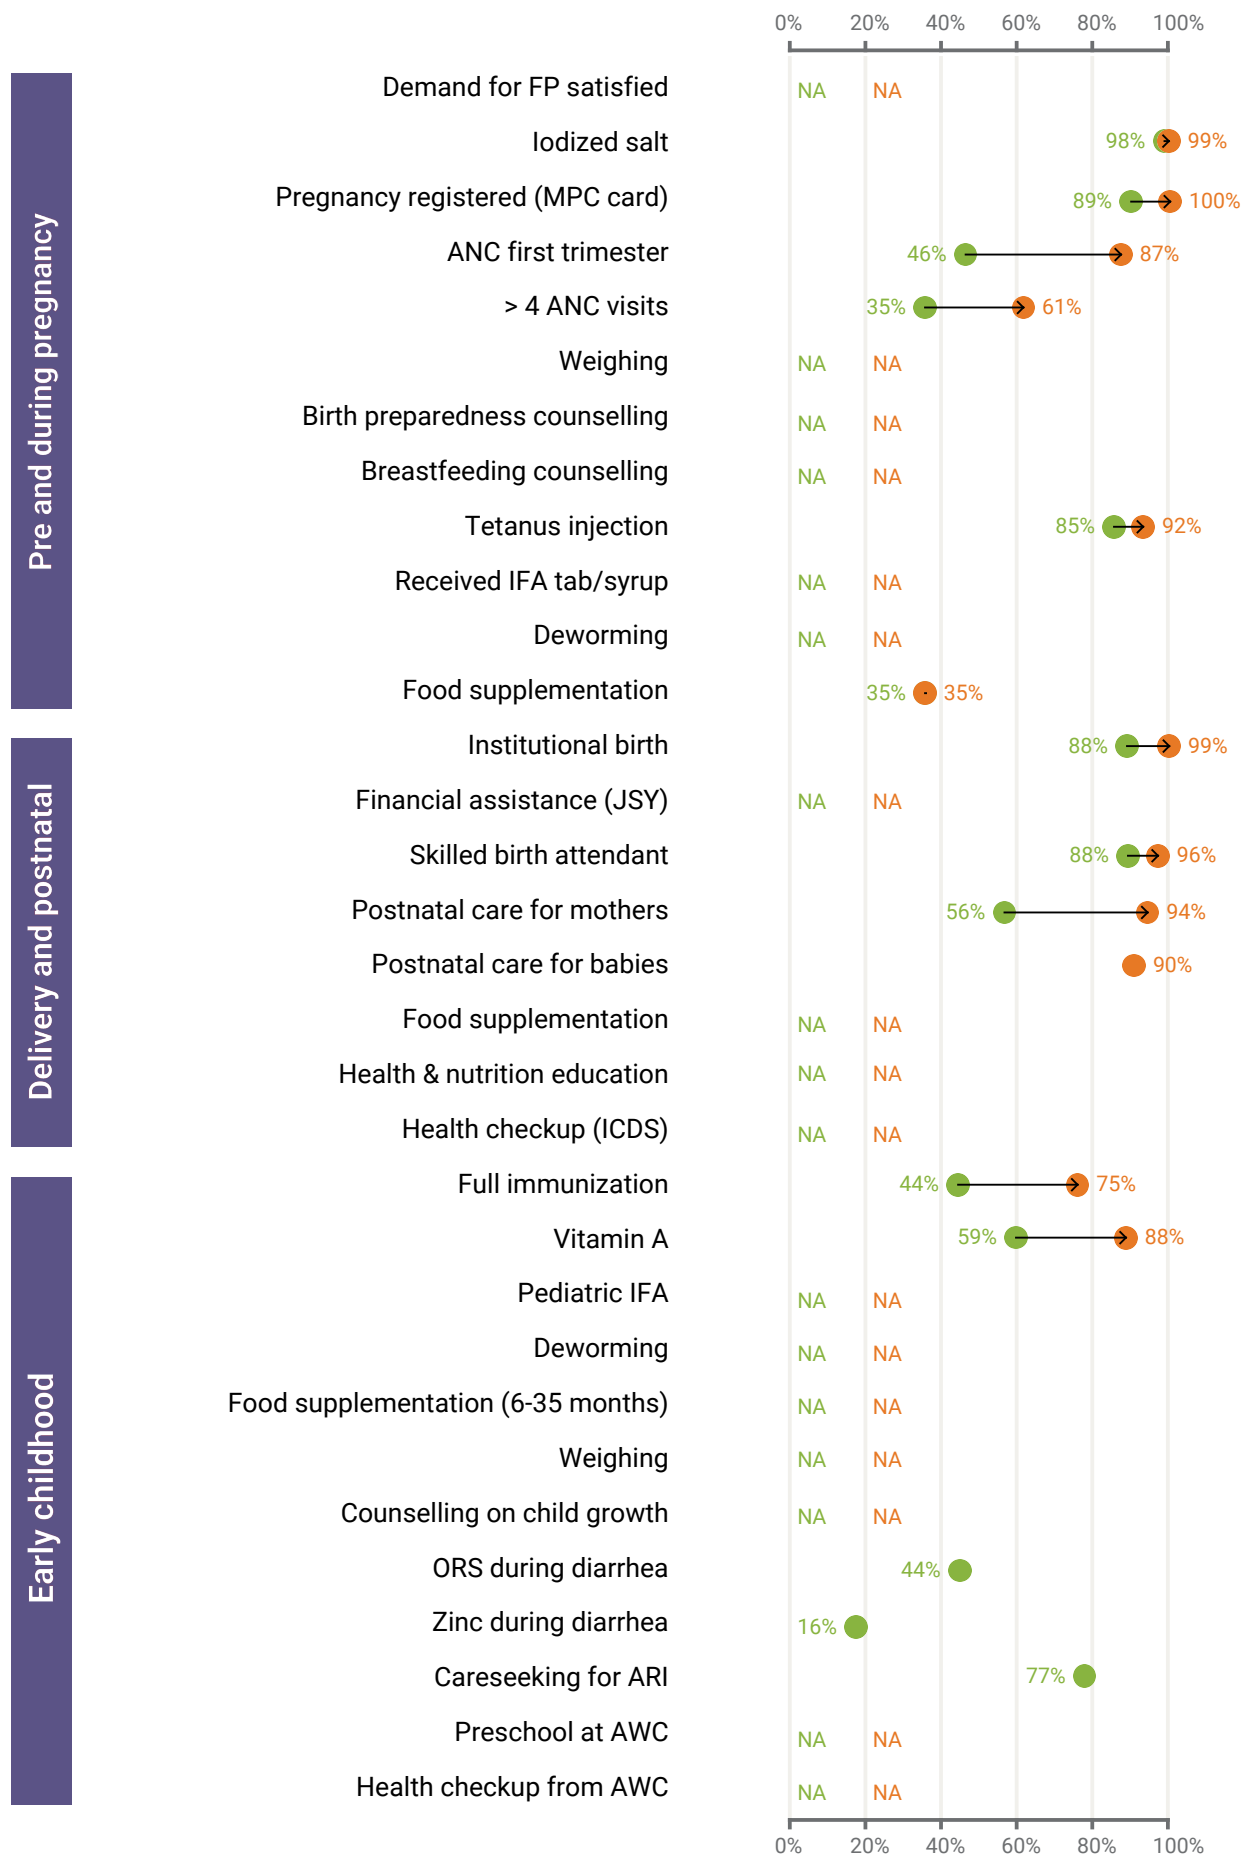 0% 20% 40% 60% 80% 100%
Pre and during pregnancy
Demand for FP satisfied NA NA
Iodized salt 98% 99%
Pregnancy registered (MPC card) 89% 100%
ANC first trimester 46% 87%
> 4 ANC visits 35% 61%
Weighing NA NA
Birth preparedness counselling NA NA
Breastfeeding counselling NA NA
Tetanus injection 85% 92%
Received IFA tab/syrup NA NA
Deworming NA NA
Food supplementation 35% 35%
Delivery and postnatal
Institutional birth 88% 99%
Financial assistance (JSY) NA NA
Skilled birth attendant 88% 96%
Postnatal care for mothers 56% 94%
Postnatal care for babies 90%
Food supplementation NA NA
Health & nutrition education NA NA
Health checkup (ICDS) NA NA
Early childhood
Full immunization 44% 75%
Vitamin A 59% 88%
Pediatric IFA NA NA
Deworming NA NA
Food supplementation (6-35 months) NA NA
Weighing NA NA
Counselling on child growth NA NA
ORS during diarrhea 44%
Zinc during diarrhea 16%
Careseeking for ARI 77%
Preschool at AWC NA NA
Health checkup from AWC NA NA
0% 20% 40% 60% 80% 100%